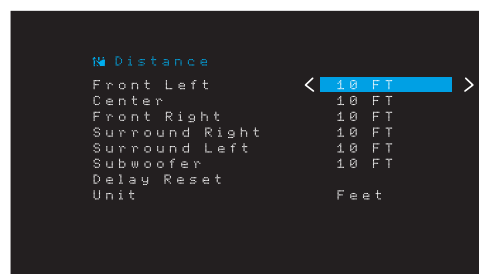 Distance
Front Left < 10 FT >
Center 10 FT
Front Right 10 FT
Surround Right 10 FT
Surround Left 10 FT
Subwoofer 10 FT
Delay Reset
Unit Feet